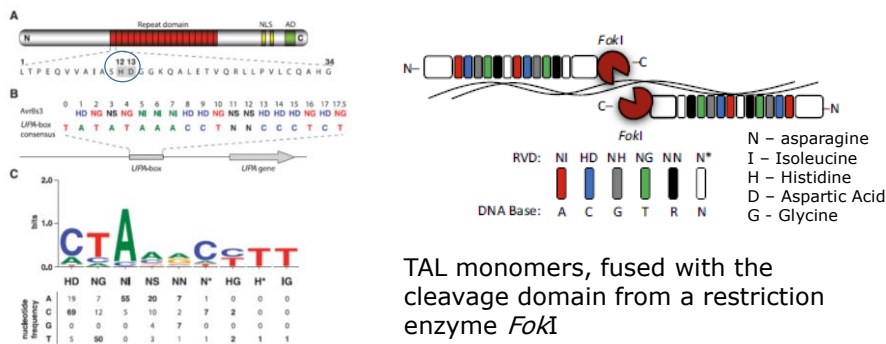 A
Repeat domain
NLS
AD
N
C
1
12 13
34
L T P E Q V V A I A S H D G G K Q A L E T V Q R L L P V L C Q A H G
B
0 1 2 3 4 5 6 7 8 9 10 11 12 13 14 15 16 17 17.5
AvrBs3 HD NG NS NG NI NI NI HD HD NG NS NS HD HD HD NG HD NG
UPA-box consensus
T A T A T A A A C C T N N C C C T C T
UPA-box
UPA gene
C
2.0
1.0
0.0
bits
C T A A A C C T T
HD NG NI NS NN N* HG H* IG
nucleotide frequency
A 19 7 55 20 7 1 0 0 0
C 69 12 5 10 2 7 2 0 0
G 0 0 0 4 7 0 0 0 0
T 5 50 0 3 1 1 2 1 1
FokI
N
C
C
N
FokI
RVD: NI HD NH NG NN N*
DNA Base: A C G T R N
N – asparagine
I – Isoleucine
H – Histidine
D – Aspartic Acid
G - Glycine
TAL monomers, fused with the
cleavage domain from a restriction
enzyme FokI